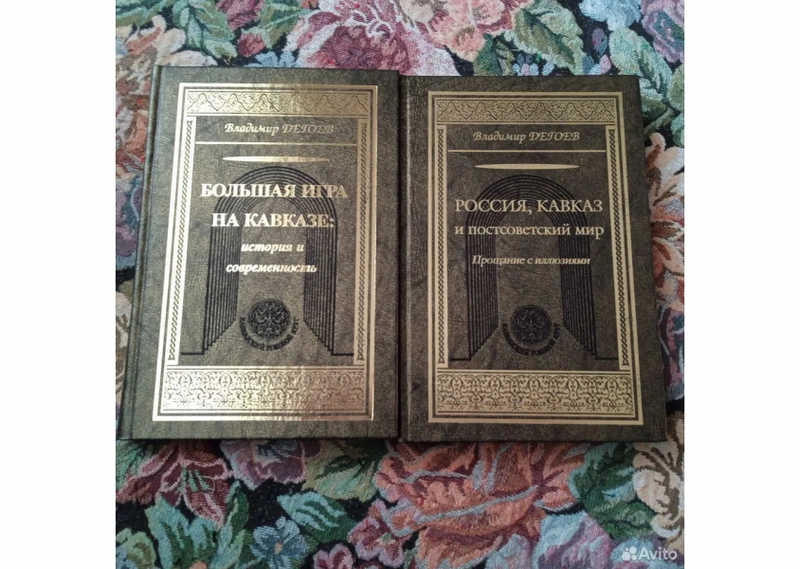 Владимир ДЕГОЕВ
БОЛЬШАЯ ИГРА
НА КАВКАЗЕ:
история и
современность
Владимир ДЕГОЕВ
РОССИЯ, КАВКАЗ
и постсоветский мир
Прощание с иллюзиями
Avito